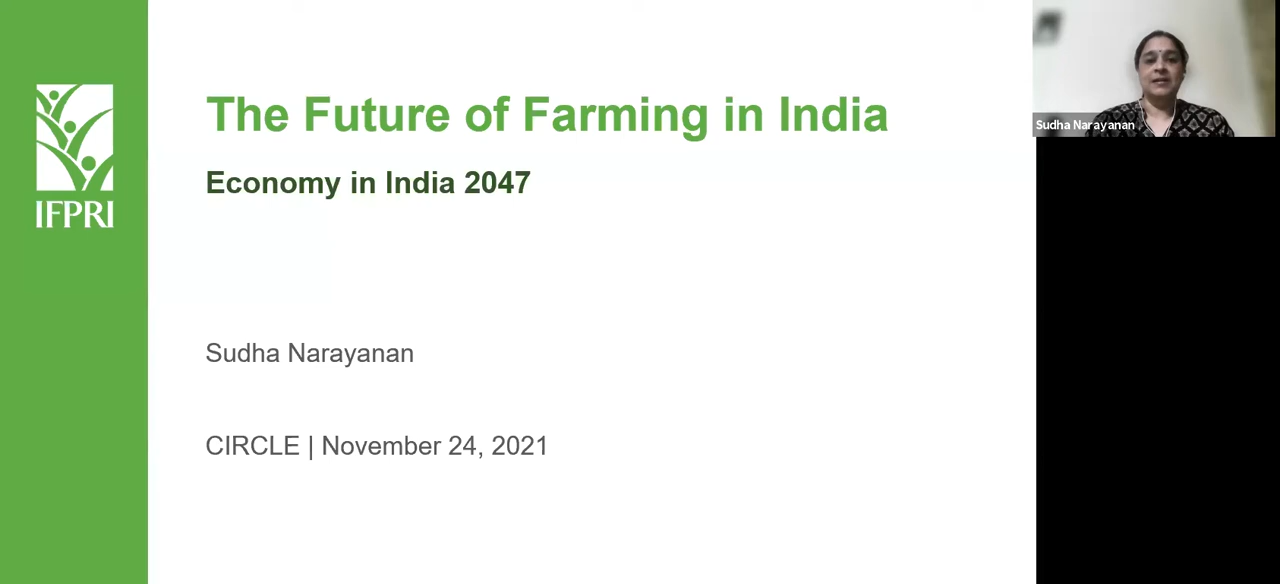 IFPRI
The Future of Farming in India
Economy in India 2047
Sudha Narayanan
CIRCLE | November 24, 2021
Sudha Narayanan